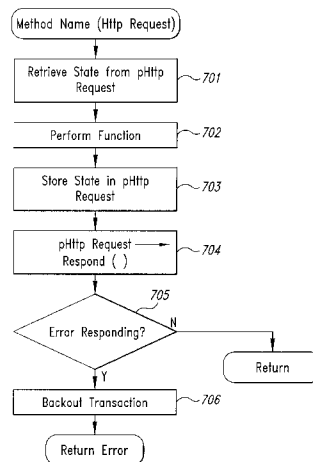 Method Name (Http Request)
Retrieve State from pHttp
Request
701
Perform Function
702
Store State in pHttp
Request
703
pHttp Request →
Respond ( )
704
705
Error Responding?
N
Y
Return
Backout Transaction
706
Return Error